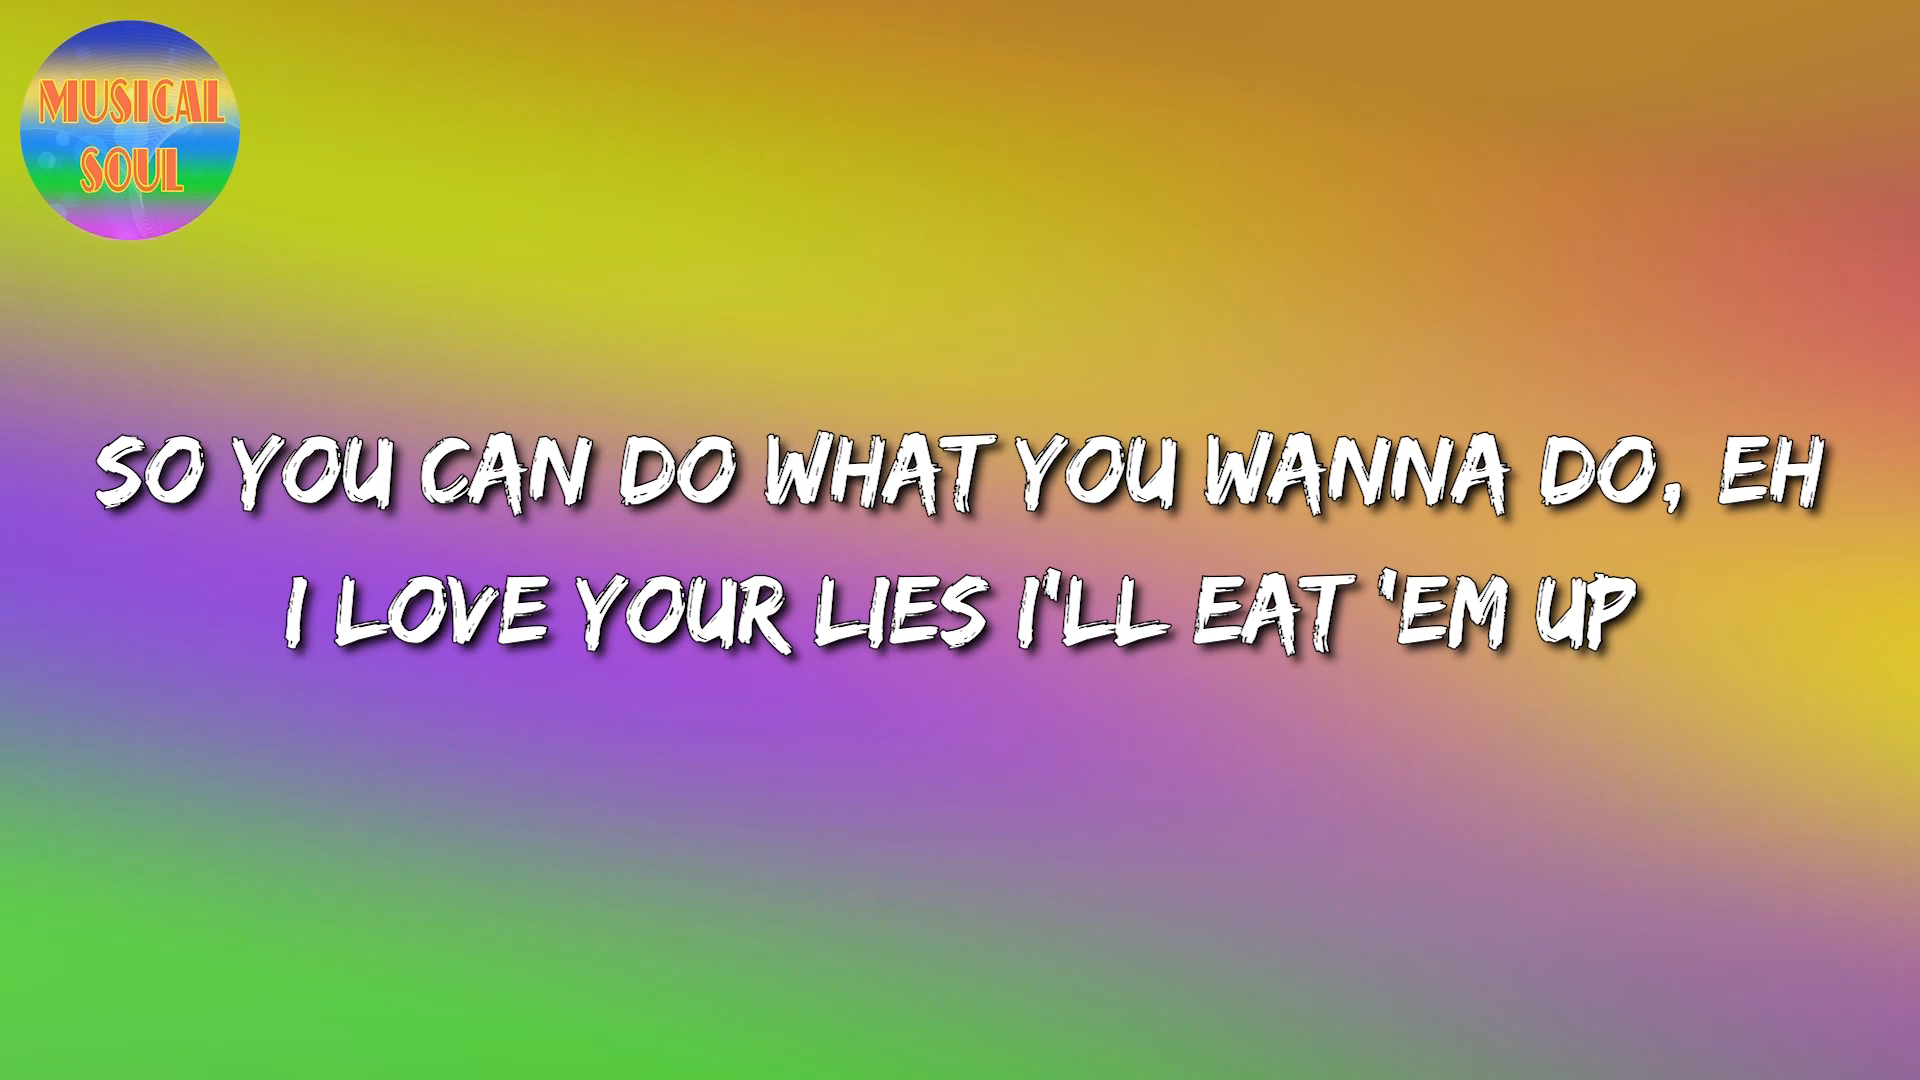 MUSICAL
SOUL
SO YOU CAN DO WHAT YOU WANNA DO, EH
I LOVE YOUR LIES I'LL EAT 'EM UP